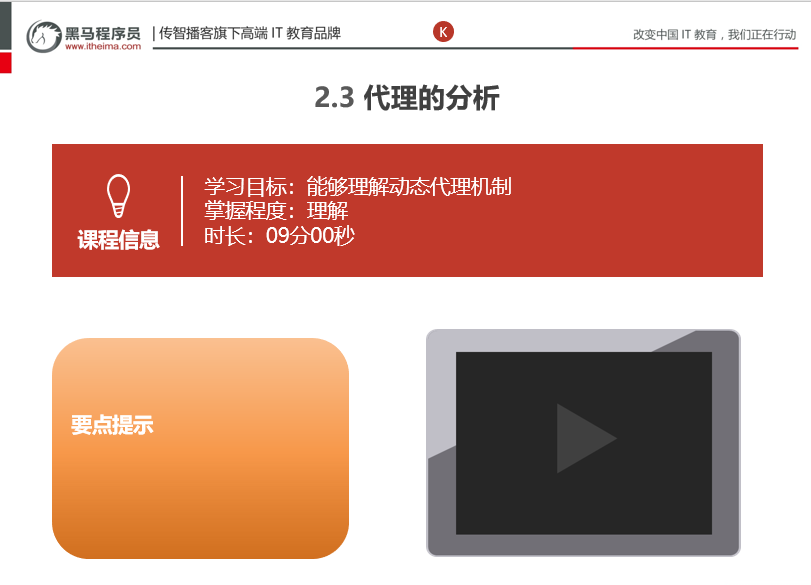 黑马程序员
www.itheima.com
传智播客旗下高端 IT 教育品牌
K
改变中国 IT 教育，我们正在行动
2.3 代理的分析
课程信息
学习目标：能够理解动态代理机制
掌握程度：理解
时长：09分00秒
要点提示